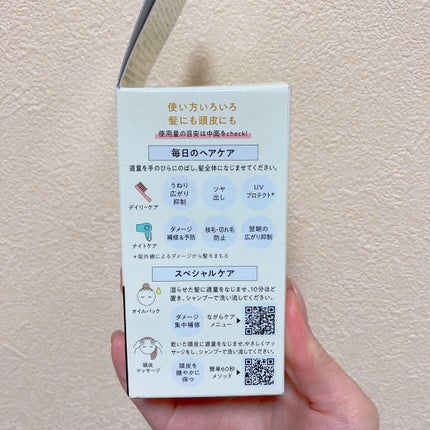 使い方いろいろ
髪にも頭皮にも
使用量の目安は中面をcheck!
毎日のヘアケア
適量を手のひらにのばし、髪全体になじませてください。
デイリーケア
うねり
広がり
抑制
ツヤ
出し
UV
プロテクト*
ナイトケア
ダメージ
補修&予防
枝毛・切れ毛
防止
翌朝の
広がり抑制
*紫外線によるダメージから髪をまもる
スペシャルケア
オイルパック
湿らせた髪に適量をなじませ、10分ほど
置き、シャンプーで洗い流してください。
ダメージ
集中補修
ながらケア
メニュー
頭皮
マッサージ
乾いた頭皮に適量をなじませ、やさしくマッ
サージをし、シャンプーで洗い流してください。
頭皮を
健やかに
保つ
簡単60秒
メソッド